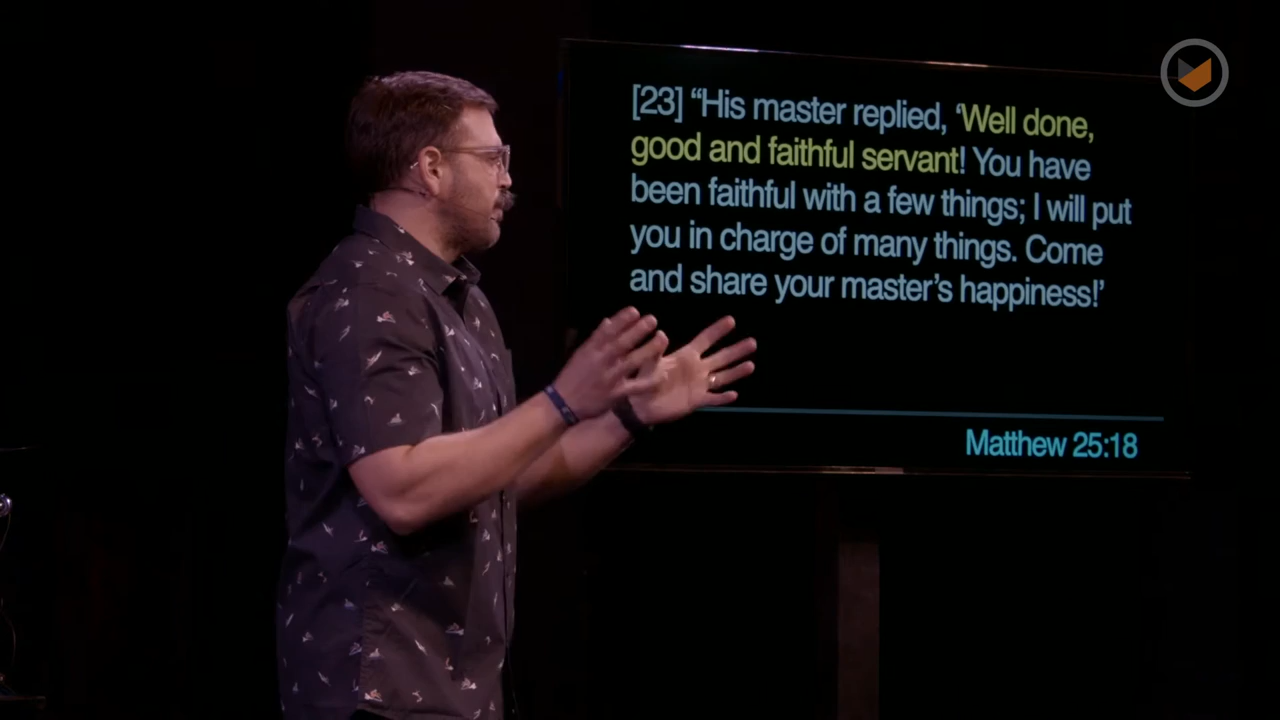 [23] “His master replied, ‘Well done,
good and faithful servant! You have
been faithful with a few things; I will put
you in charge of many things. Come
and share your master’s happiness!’
Matthew 25:18